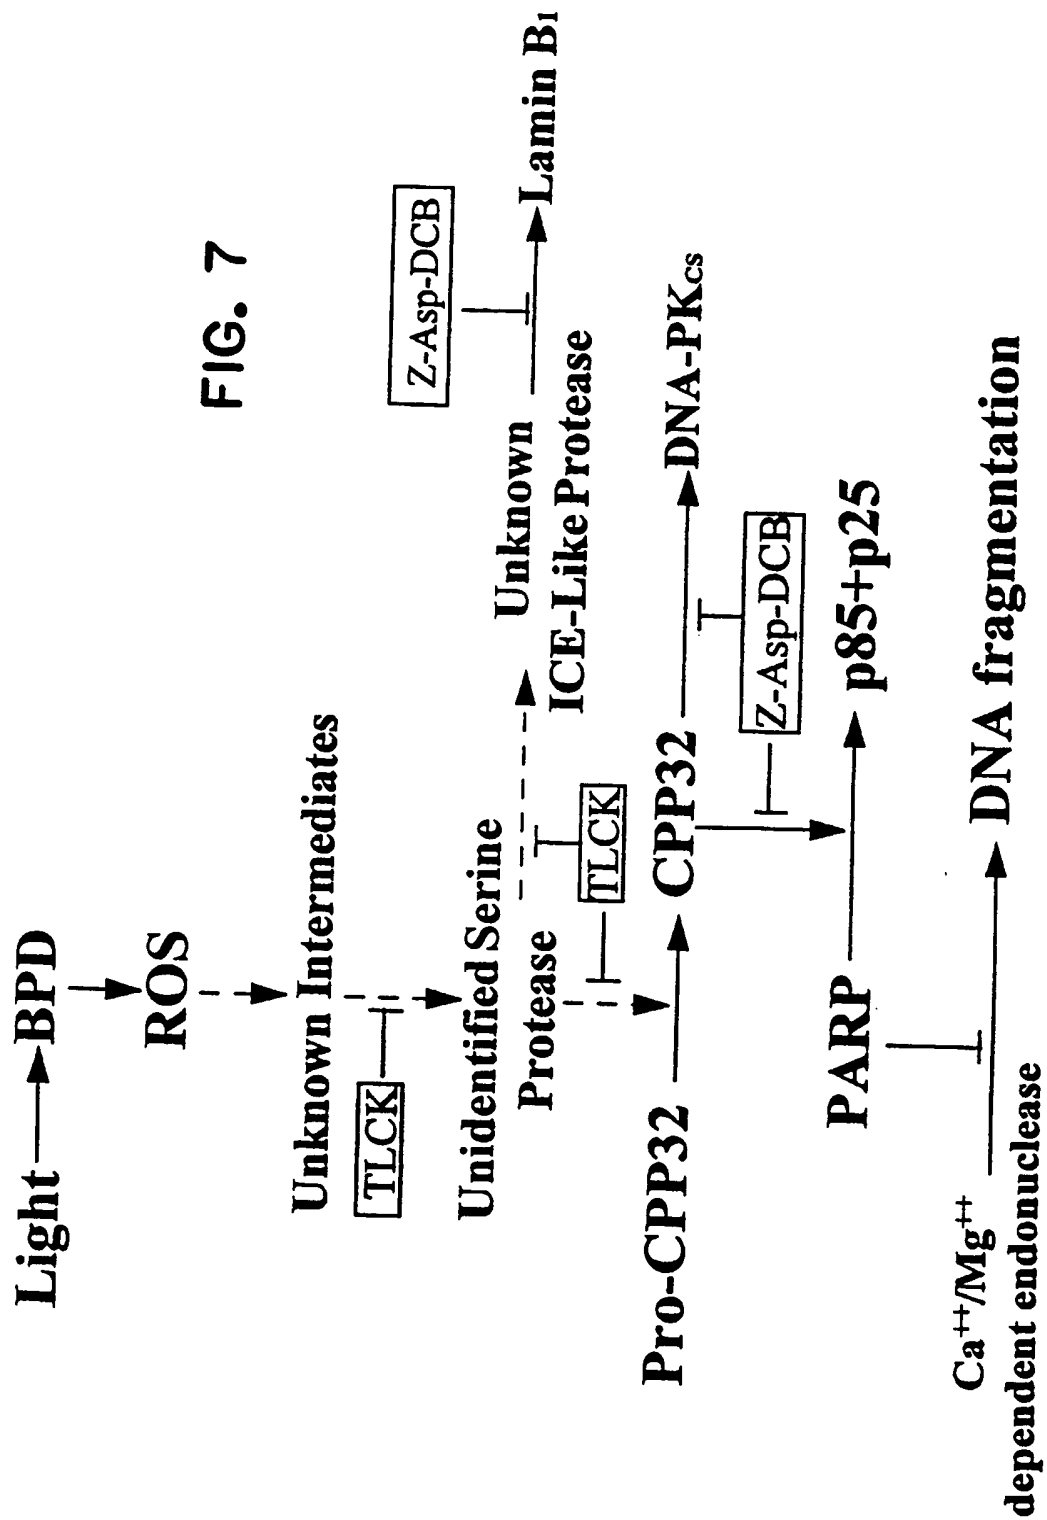 FIG. 7
Light
BPD
ROS
Unknown Intermediates
TLCK
Unidentified Serine
Protease
Unknown
ICE-Like Protease
Z-Asp-DCB
Lamin B1
TLCK
Pro-CPP32
CPP32
DNA-PKcs
Z-Asp-DCB
PARP
p85+p25
Ca++/Mg++
dependent endonuclease
DNA fragmentation